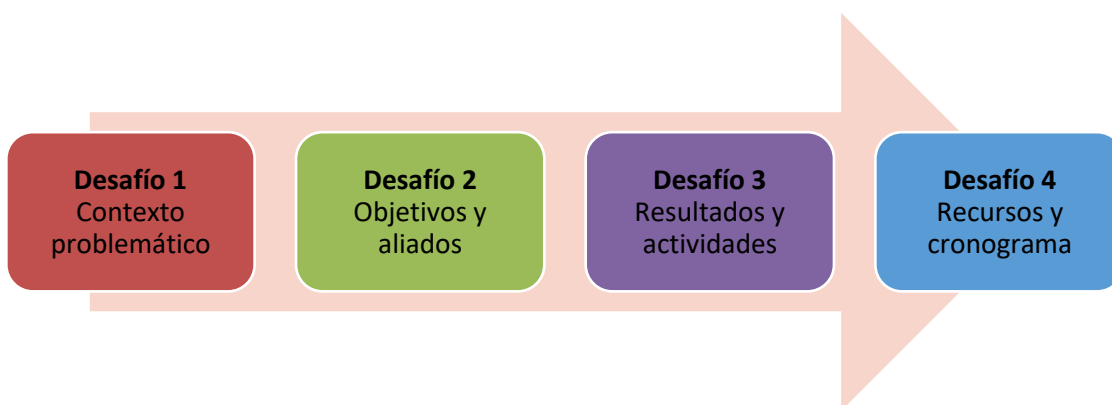 Desafío 1
Contexto
problemático
Desafío 2
Objetivos y
aliados
Desafío 3
Resultados y
actividades
Desafío 4
Recursos y
cronograma